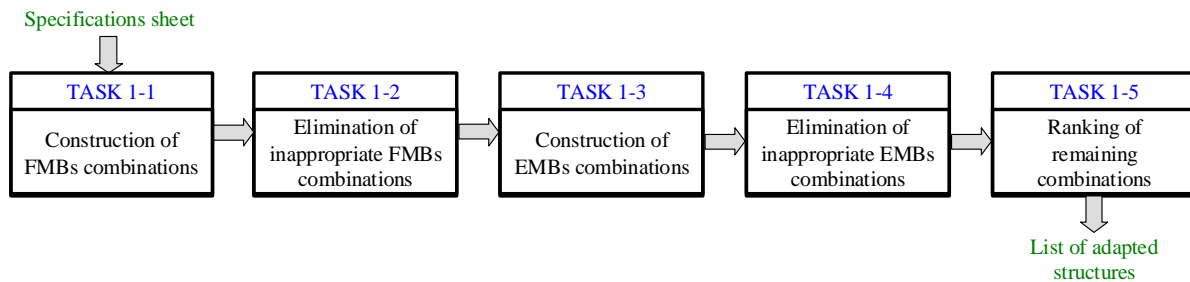 Specifications sheet
TASK 1-1
Construction of
FMBs combinations
TASK 1-2
Elimination of
inappropriate FMBs
combinations
TASK 1-3
Construction of
EMBs combinations
TASK 1-4
Elimination of
inappropriate EMBs
combinations
TASK 1-5
Ranking of
remaining
combinations
List of adapted
structures